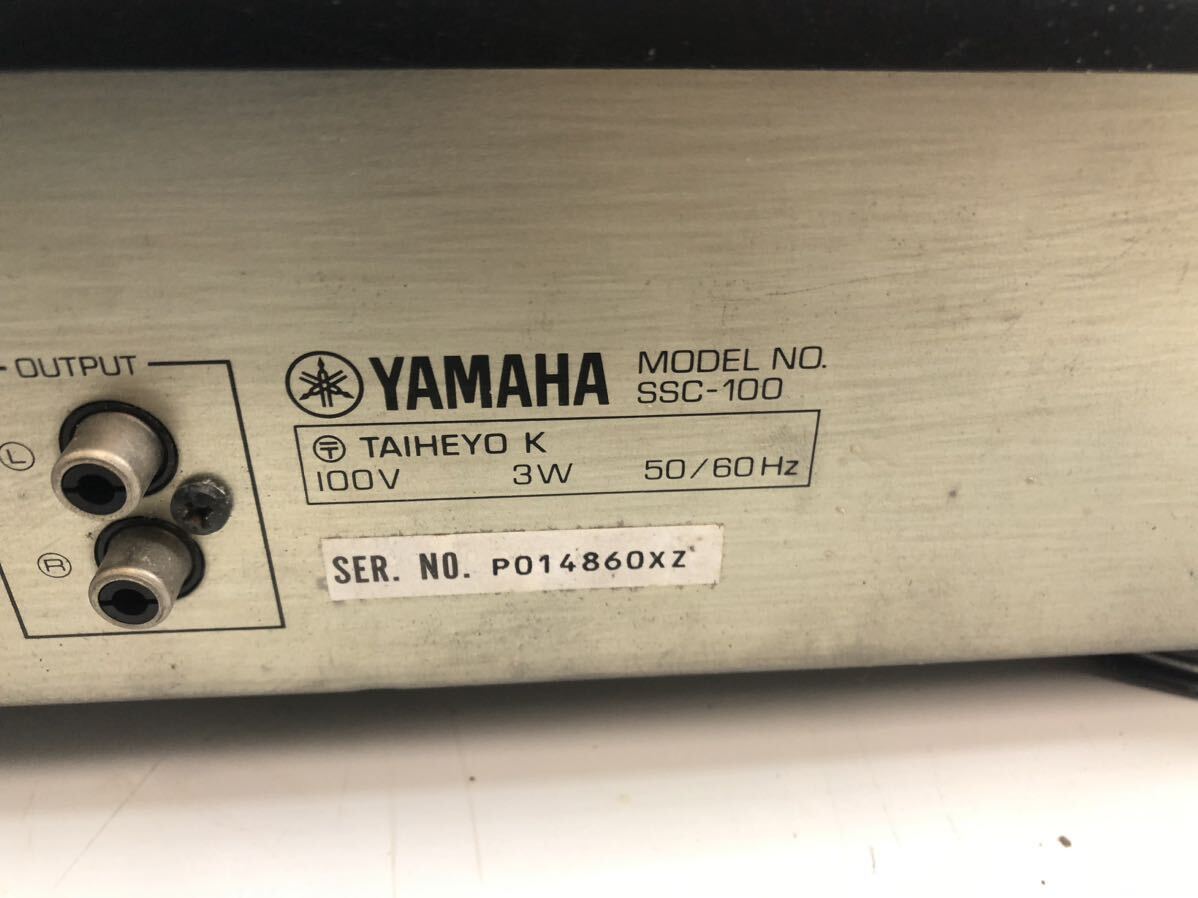 OUTPUT
L
R
YAMAHA
MODEL NO.
SSC-100
〒 TAIHEYO K
100V 3W 50/60Hz
SER. NO. P014860XZ